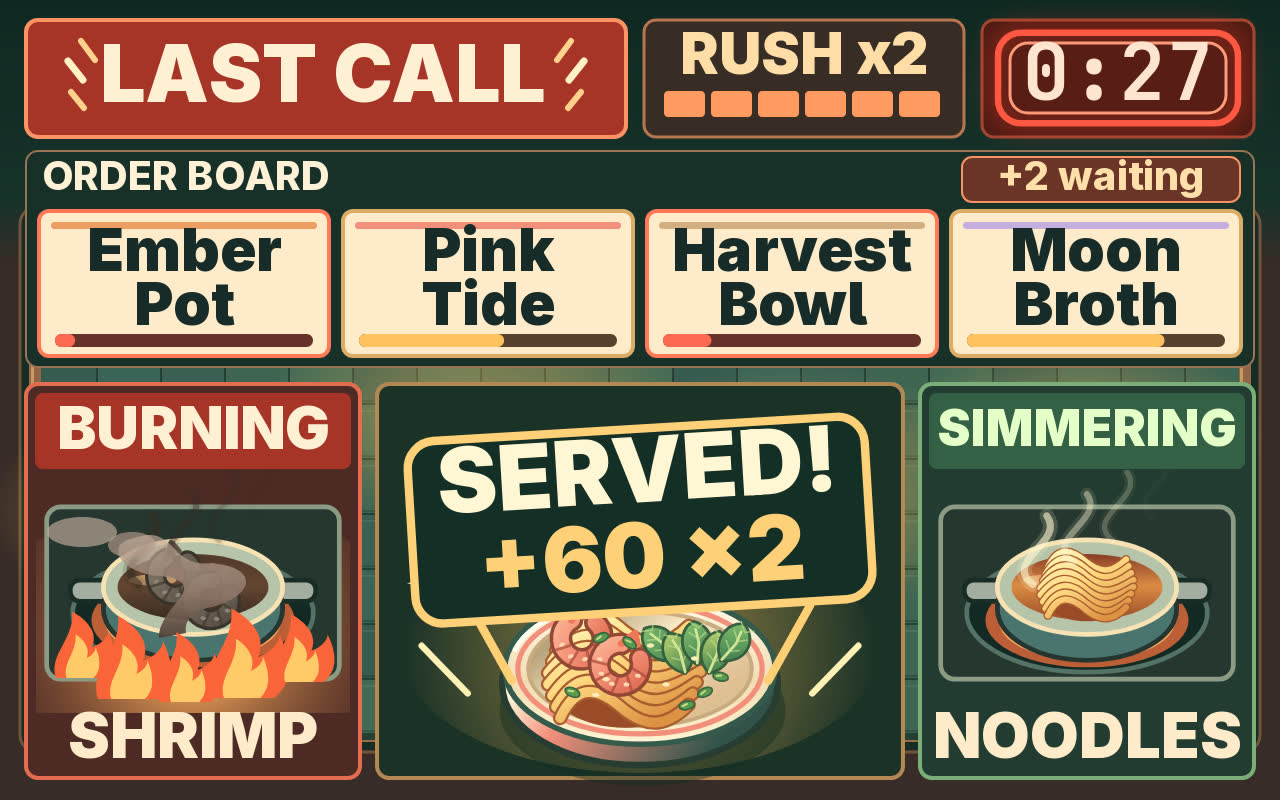 LAST CALL
RUSH x2
0:27
ORDER BOARD
+2 waiting
Ember
Pot
Pink
Tide
Harvest
Bowl
Moon
Broth
BURNING
SHRIMP
SERVED!
+60 ×2
SIMMERING
NOODLES